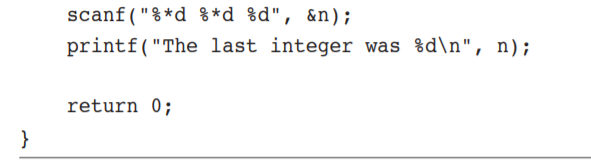 scanf("%*d %*d %d", &n);
printf("The last integer was %d\n", n);
return 0;
}